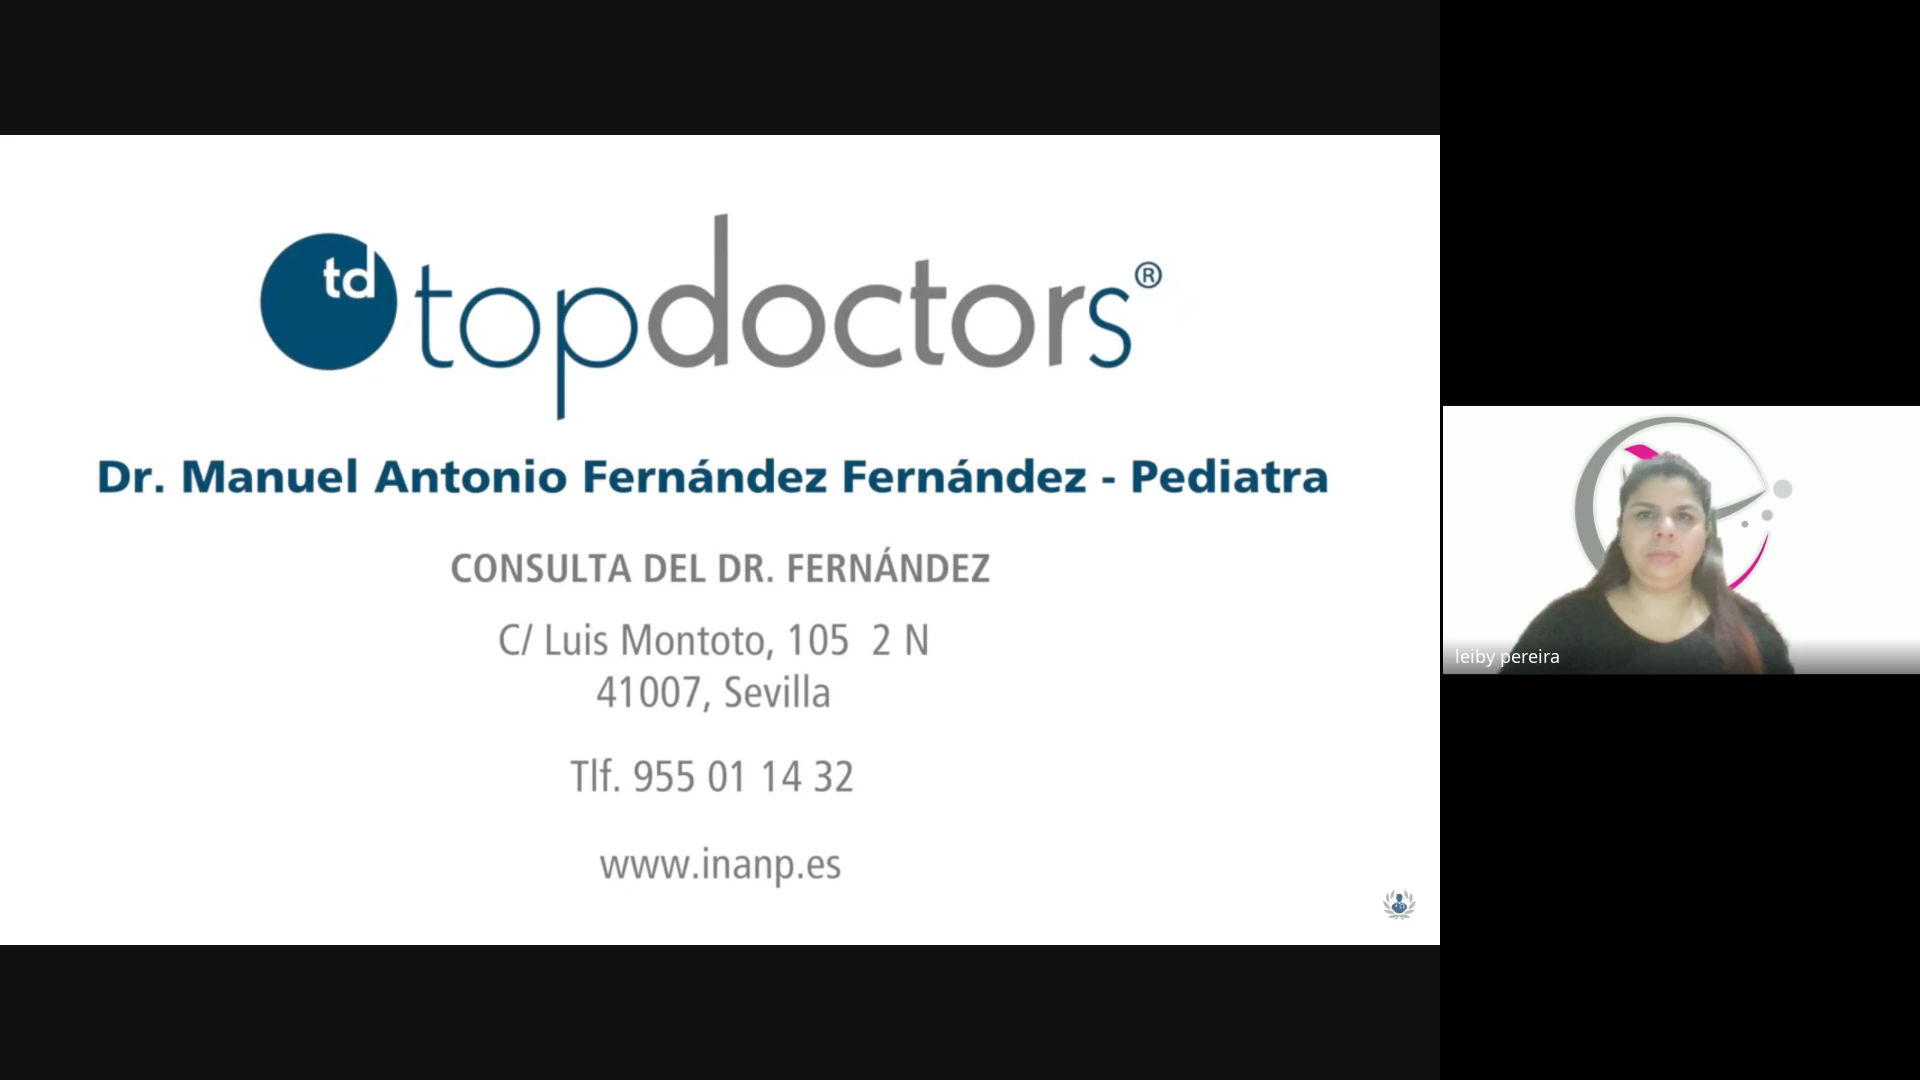 td topdoctors®
Dr. Manuel Antonio Fernández Fernández - Pediatra
CONSULTA DEL DR. FERNÁNDEZ
C/ Luis Montoto, 105 2 N
41007, Sevilla
Tlf. 955 01 14 32
www.inanp.es
leiby pereira